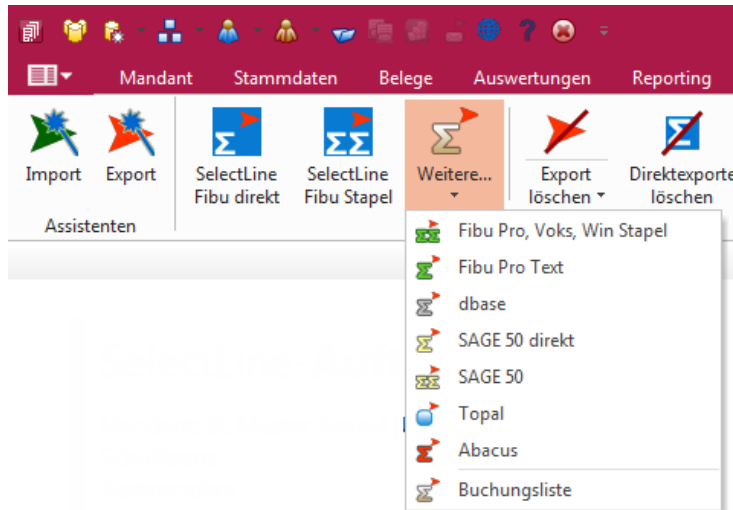 Mandant Stammdaten Belege Auswertungen Reporting
Import Export SelectLine Fibu direkt SelectLine Fibu Stapel Weitere... Export löschen Direktexporte löschen
Assistenten
Fibu Pro, Voks, Win Stapel
Fibu Pro Text
dbase
SAGE 50 direkt
SAGE 50
Topal
Abacus
Buchungsliste